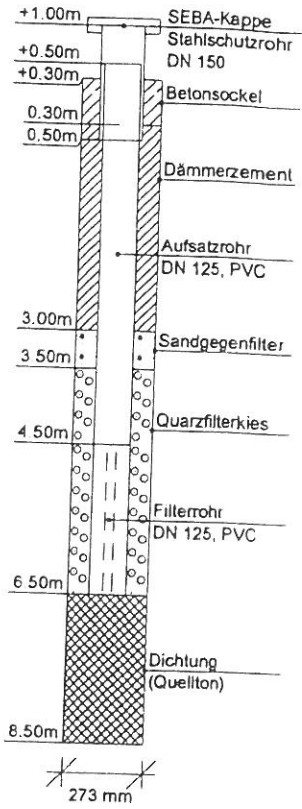 +1.00m
SEBA-Kappe
Stahlschutzrohr
DN 150
+0.50m
+0.30m
Betonsockel
0.30m
0.50m
Dämmerzement
Aufsatzrohr
DN 125, PVC
3.00m
Sandgegenfilter
3.50m
Quarzfilterkies
4.50m
Filterrohr
DN 125, PVC
6.50m
Dichtung
(Quellton)
8.50m
273 mm